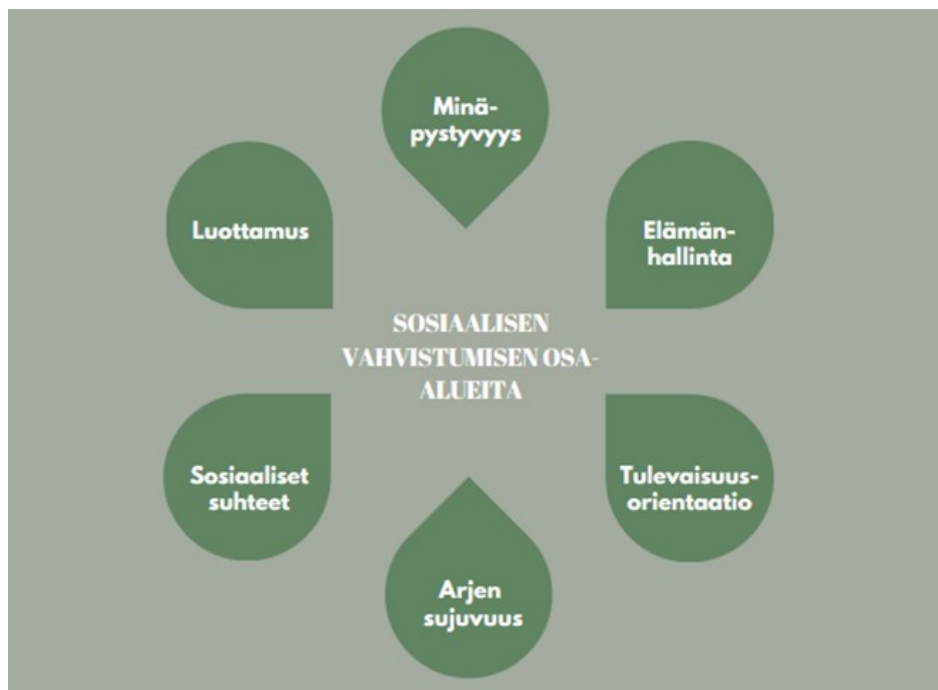 Minä-
pystyvyys
Luottamus
Elämän-
hallinta
SOSIAALISEN
VAHVISTUMISEN OSA-
ALUEITA
Sosiaaliset
suhteet
Tulevaisuus-
orientaatio
Arjen
sujuvuus